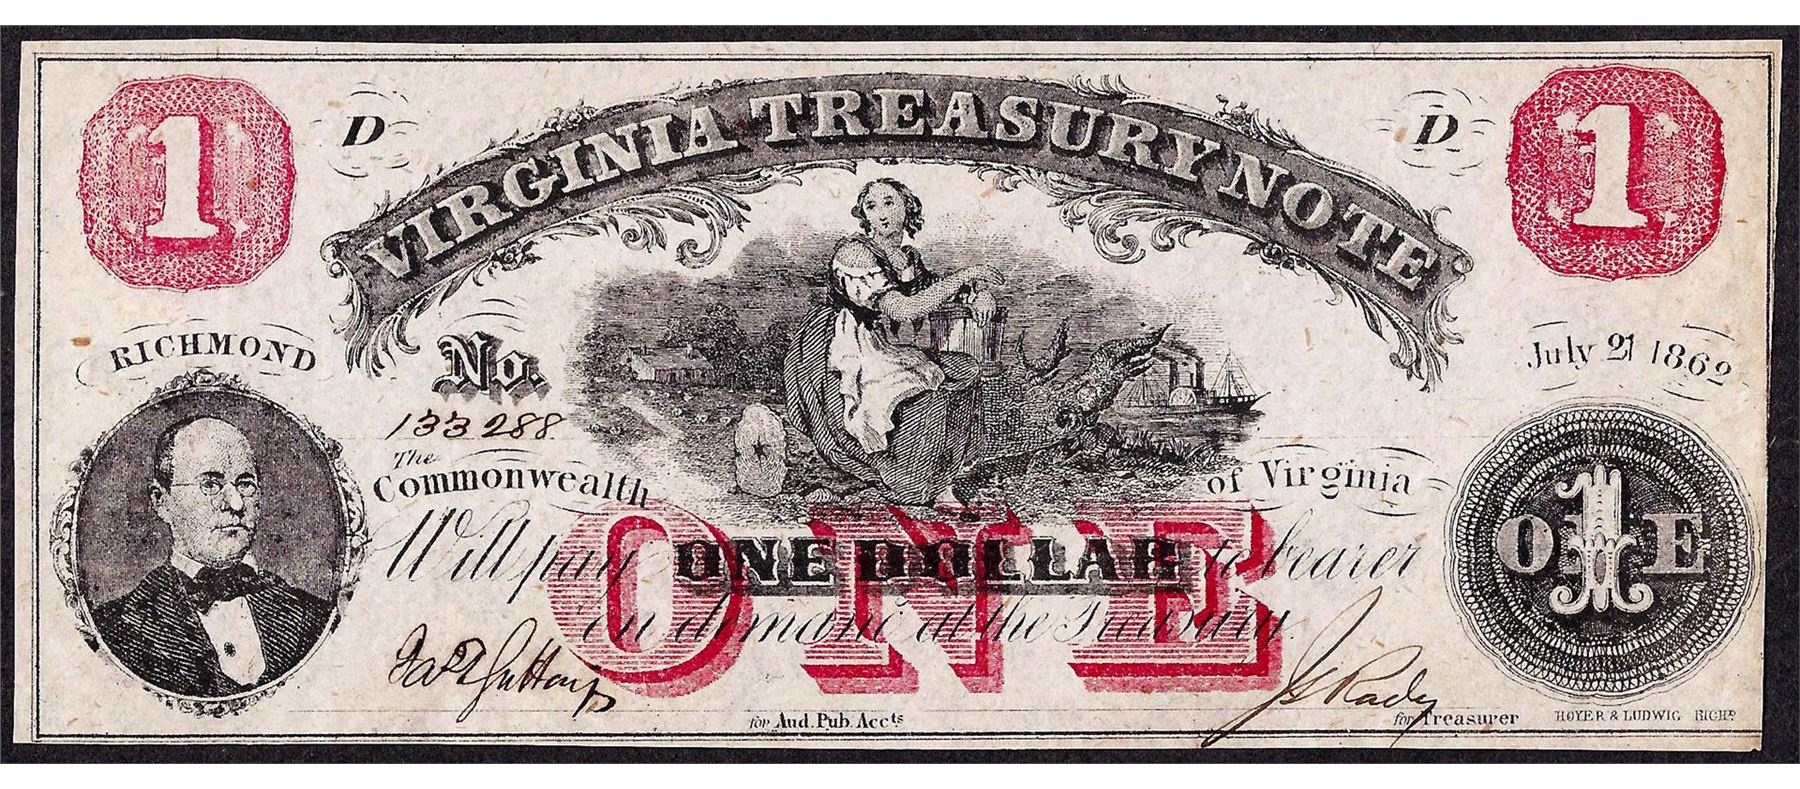 1 D VIRGINIA TREASURY NOTE D 1
RICHMOND
July 21 1862
No.
133288
The
Commonwealth of Virginia
Will pay ONE DOLLAR to bearer
on demand at the Treasury.
ONE
ONE
1
for Aud. Pub. Accts
for Treasurer
HOYER & LUDWIG RICHD